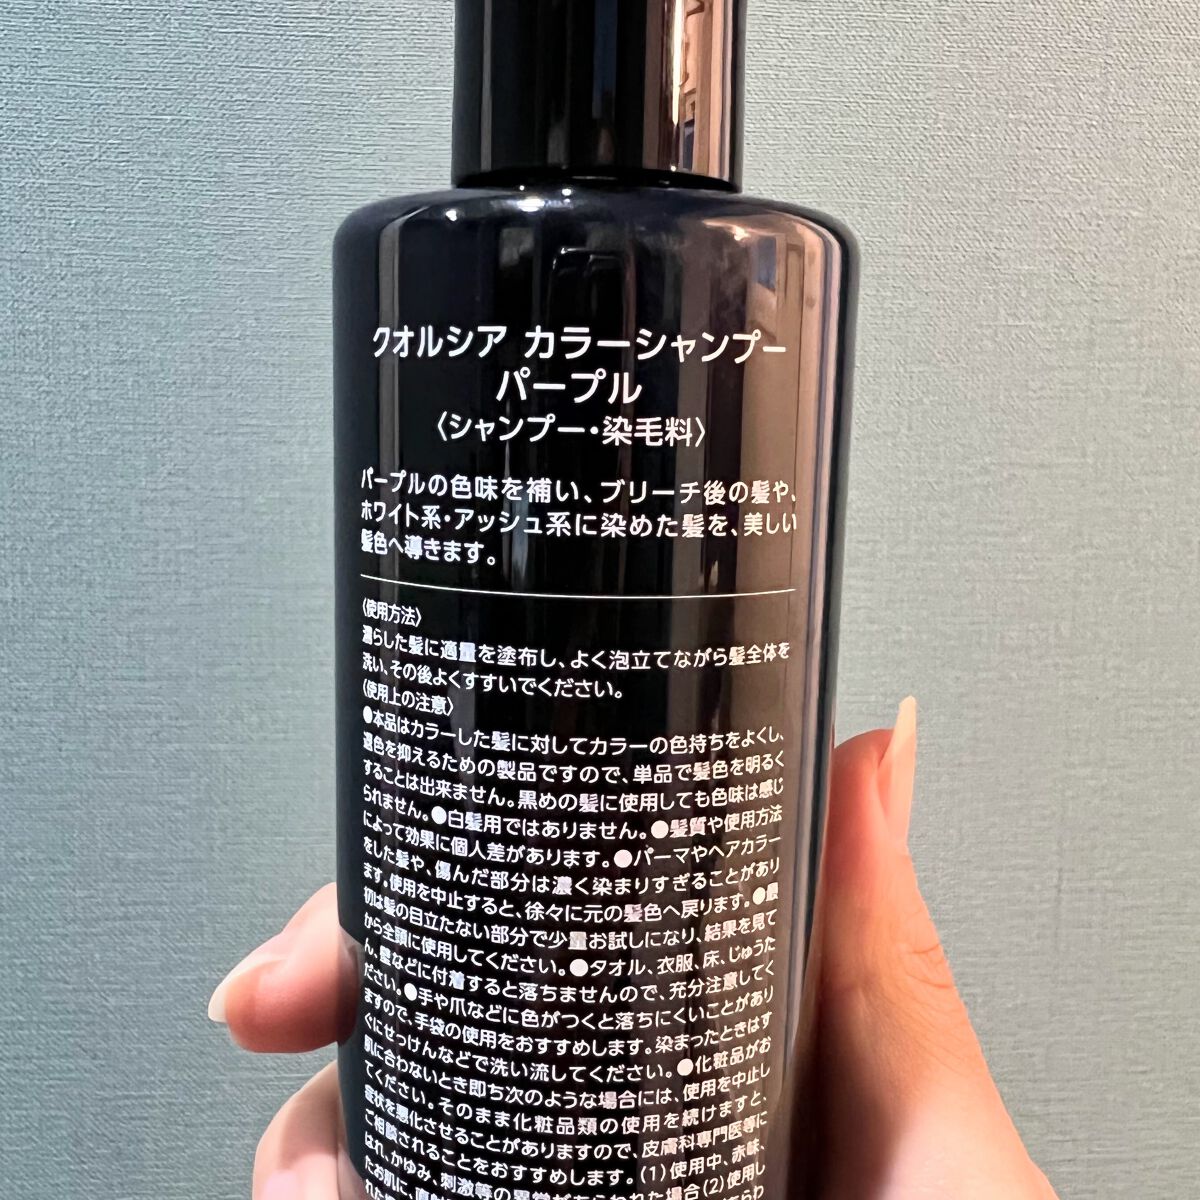 クオルシア カラーシャンプー
パープル
〈シャンプー・染毛料〉
パープルの色味を補い、ブリーチ後の髪や、
ホワイト系・アッシュ系に染めた髪を、美しい
髪色へ導きます。
〈使用方法〉
濡らした髪に適量を塗布し、よく泡立てながら髪全体を
洗い、その後よくすすいでください。
〈使用上の注意〉
●本品はカラーした髪に対してカラーの色持ちをよくし、
退色を抑えるための製品ですので、単品で髪色を明るく
することは出来ません。黒めの髪に使用しても色味は感じ
られません。●白髪用ではありません。●髪質や使用方法
によって効果に個人差があります。●パーマやヘアカラー
をした髪や、傷んだ部分は濃く染まりすぎることがあり
ます。使用を中止すると、徐々に元の髪色へ戻ります。●最
初は髪の目立たない部分で少量お試しになり、結果を見て
から全頭に使用してください。●タオル、衣服、床、じゅうた
ん、壁などに付着すると落ちませんので、充分注意してく
ださい。●手や爪などに色がつくと落ちにくいことがあり
ますので、手袋の使用をおすすめします。染まったときはす
ぐにせっけんなどで洗い流してください。●化粧品がお
肌に合わないとき即ち次のような場合には、使用を中止し
てください。そのまま化粧品類の使用を続けますと、
症状を悪化させることがありますので、皮膚科専門医等に
ご相談されることをおすすめします。(1)使用中、赤味、
はれ、かゆみ、刺激等の異常があらわれた場合(2)使用し
たお肌に、直射